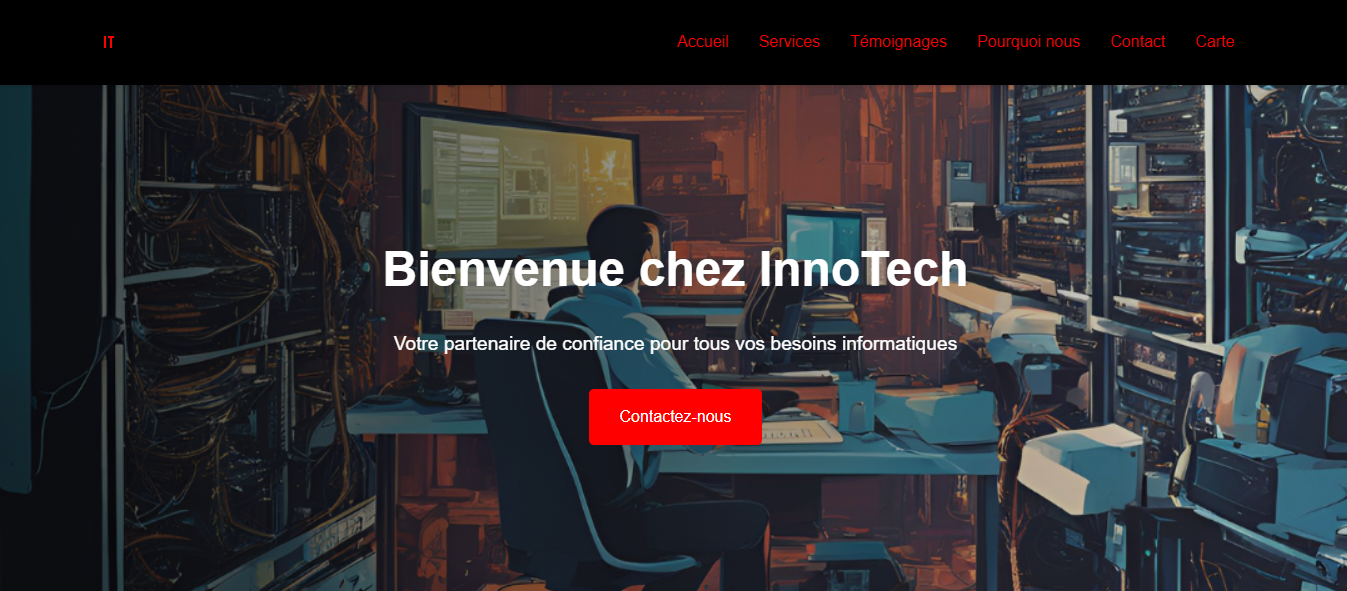 IT
Accueil Services Témoignages Pourquoi nous Contact Carte
Bienvenue chez InnoTech
Votre partenaire de confiance pour tous vos besoins informatiques
Contactez-nous